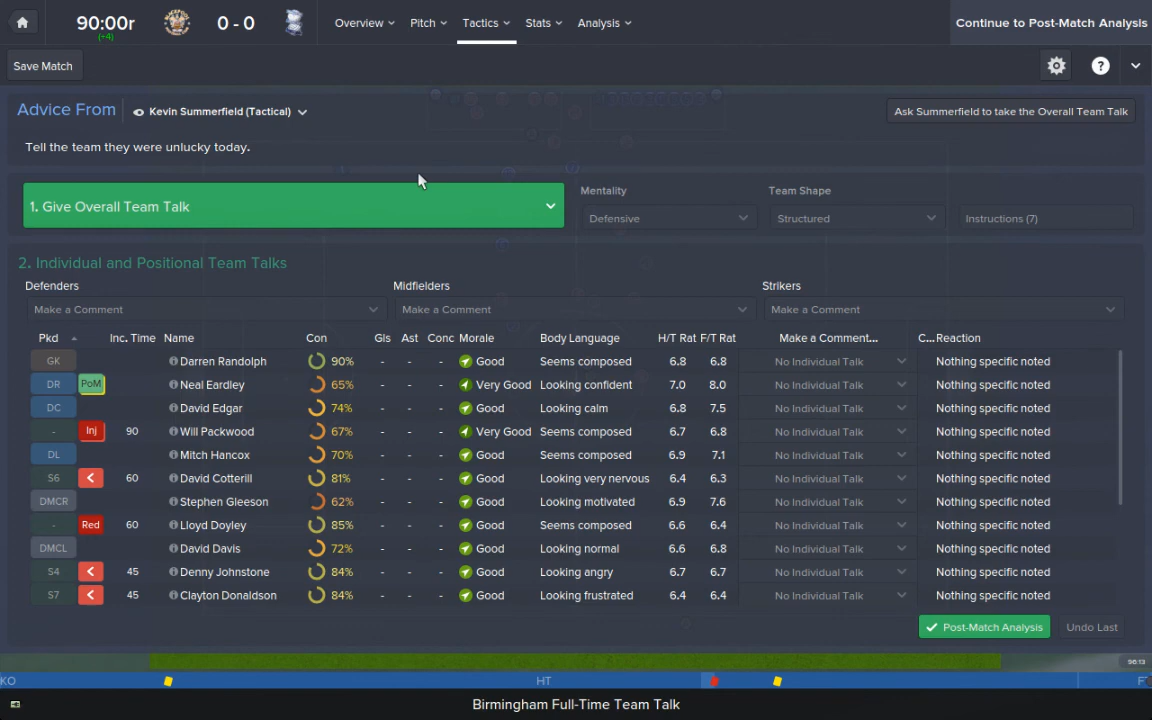 90:00r
(+4)
0 - 0
Overview
Pitch
Tactics
Stats
Analysis
Continue to Post-Match Analysis
Save Match
?
Advice From
Kevin Summerfield (Tactical)
Ask Summerfield to take the Overall Team Talk
Tell the team they were unlucky today.
1. Give Overall Team Talk
Mentality
Team Shape
Defensive
Structured
Instructions (7)
2. Individual and Positional Team Talks
Defenders
Midfielders
Strikers
Make a Comment
Make a Comment
Make a Comment
Pkd Inc. Time Name Con Gls Ast Conc Morale Body Language H/T Rat F/T Rat Make a Comment... C... Reaction
GK Darren Randolph 90% - - - Good Seems composed 6.8 6.8 No Individual Talk Nothing specific noted
DR PoM Neal Eardley 65% - - - Very Good Looking confident 7.0 8.0 No Individual Talk Nothing specific noted
DC David Edgar 74% - - - Good Looking calm 6.8 7.5 No Individual Talk Nothing specific noted
- Inj 90 Will Packwood 67% - - - Very Good Seems composed 6.7 6.8 No Individual Talk Nothing specific noted
DL Mitch Hancox 70% - - - Good Seems composed 6.9 7.1 No Individual Talk Nothing specific noted
S6 60 David Cotterill 81% - - - Good Looking very nervous 6.4 6.3 No Individual Talk Nothing specific noted
DMCR Stephen Gleeson 62% - - - Good Looking motivated 6.9 7.6 No Individual Talk Nothing specific noted
- Red 60 Lloyd Doyley 85% - - - Good Seems composed 6.6 6.4 No Individual Talk Nothing specific noted
DMCL David Davis 72% - - - Good Looking normal 6.6 6.8 No Individual Talk Nothing specific noted
S4 45 Denny Johnstone 84% - - - Good Looking angry 6.7 6.7 No Individual Talk Nothing specific noted
S7 45 Clayton Donaldson 84% - - - Good Looking frustrated 6.4 6.4 No Individual Talk Nothing specific noted
Post-Match Analysis
Undo Last
96:13
KO
HT
Birmingham Full-Time Team Talk